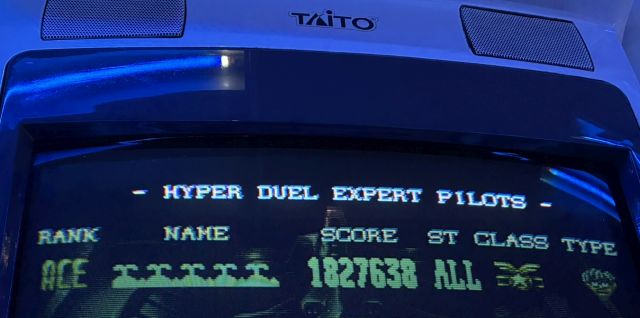 TAITO
- HYPER DUEL EXPERT PILOTS -
RANK NAME SCORE ST CLASS TYPE
ACE 1827638 ALL